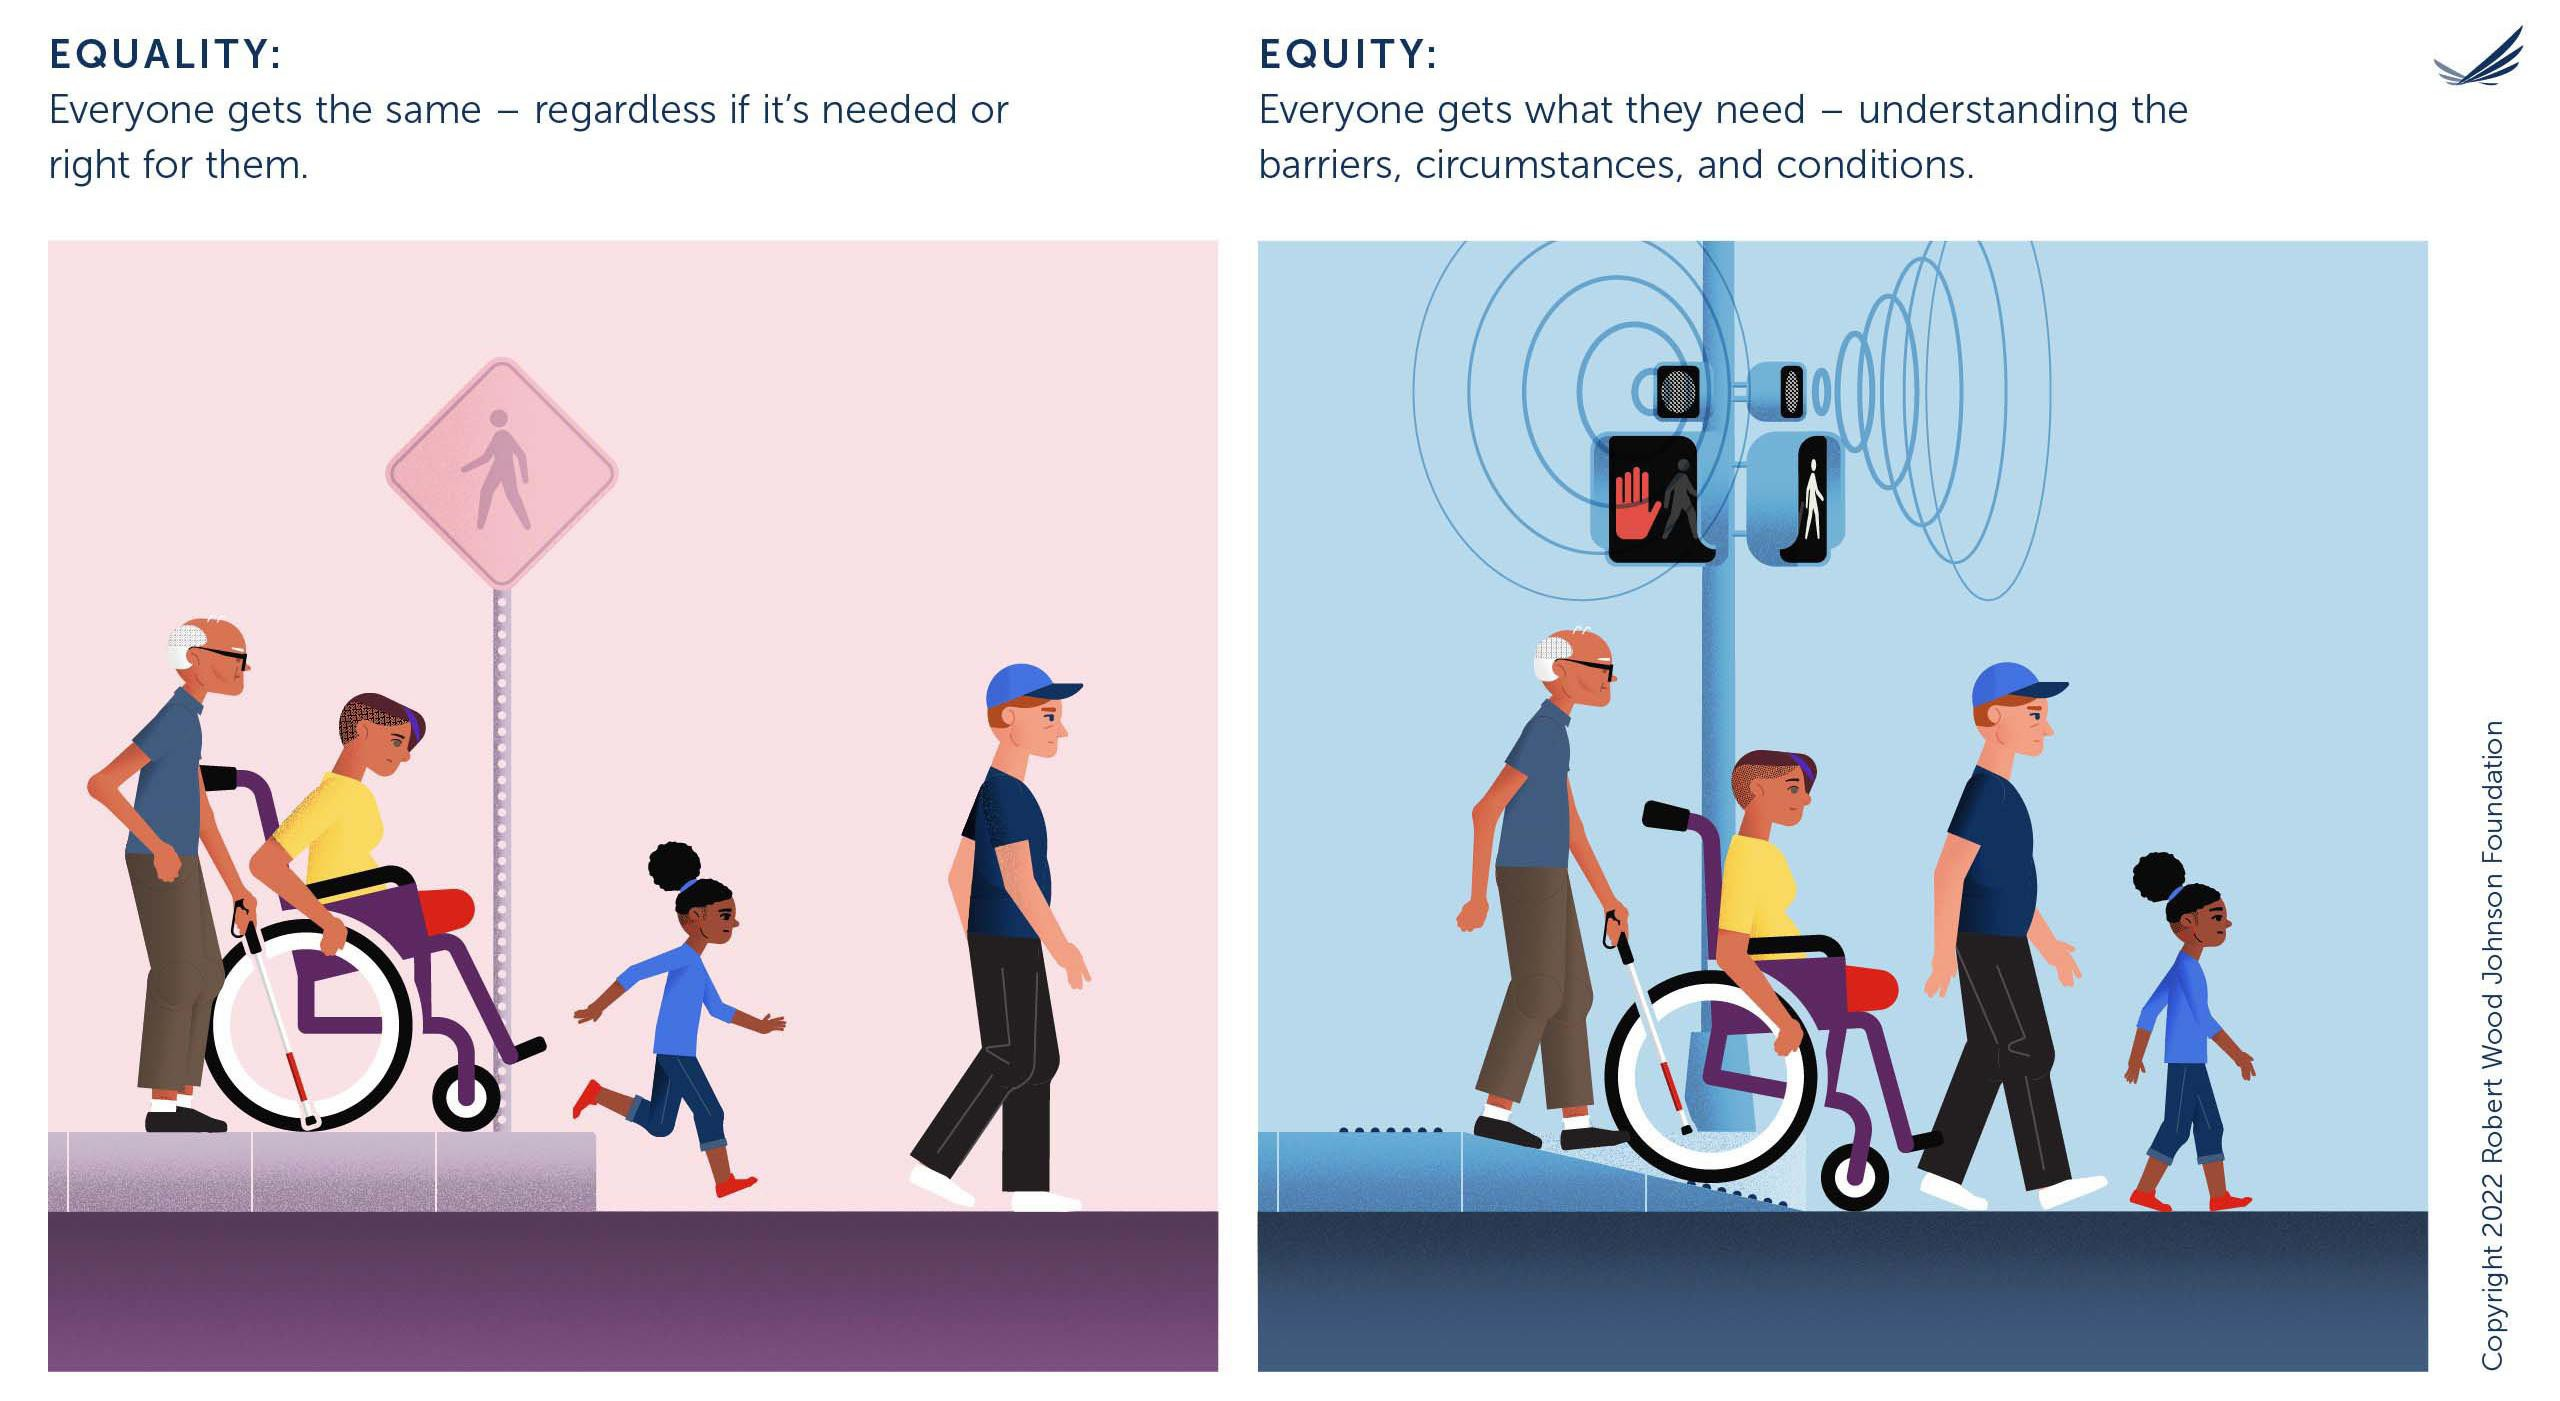 EQUALITY:
Everyone gets the same – regardless if it’s needed or
right for them.
EQUITY:
Everyone gets what they need – understanding the
barriers, circumstances, and conditions.
Copyright 2022 Robert Wood Johnson Foundation